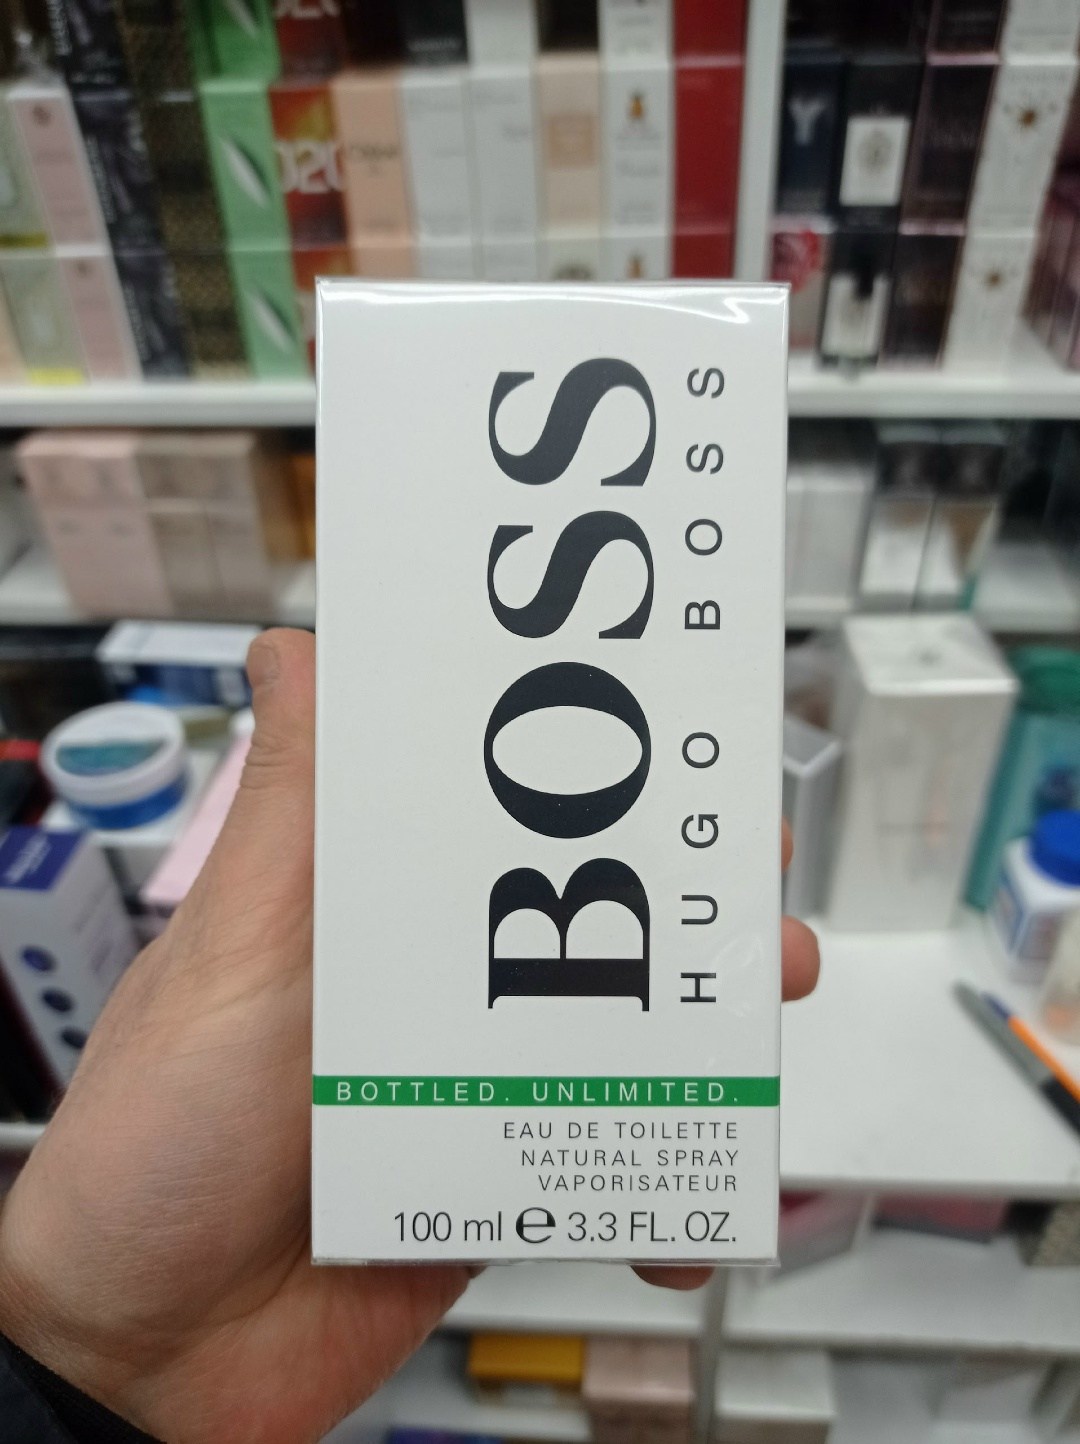 BOSS
HUGO BOSS
BOTTLED. UNLIMITED.
EAU DE TOILETTE
NATURAL SPRAY
VAPORISATEUR
100 ml e 3.3 FL. OZ.